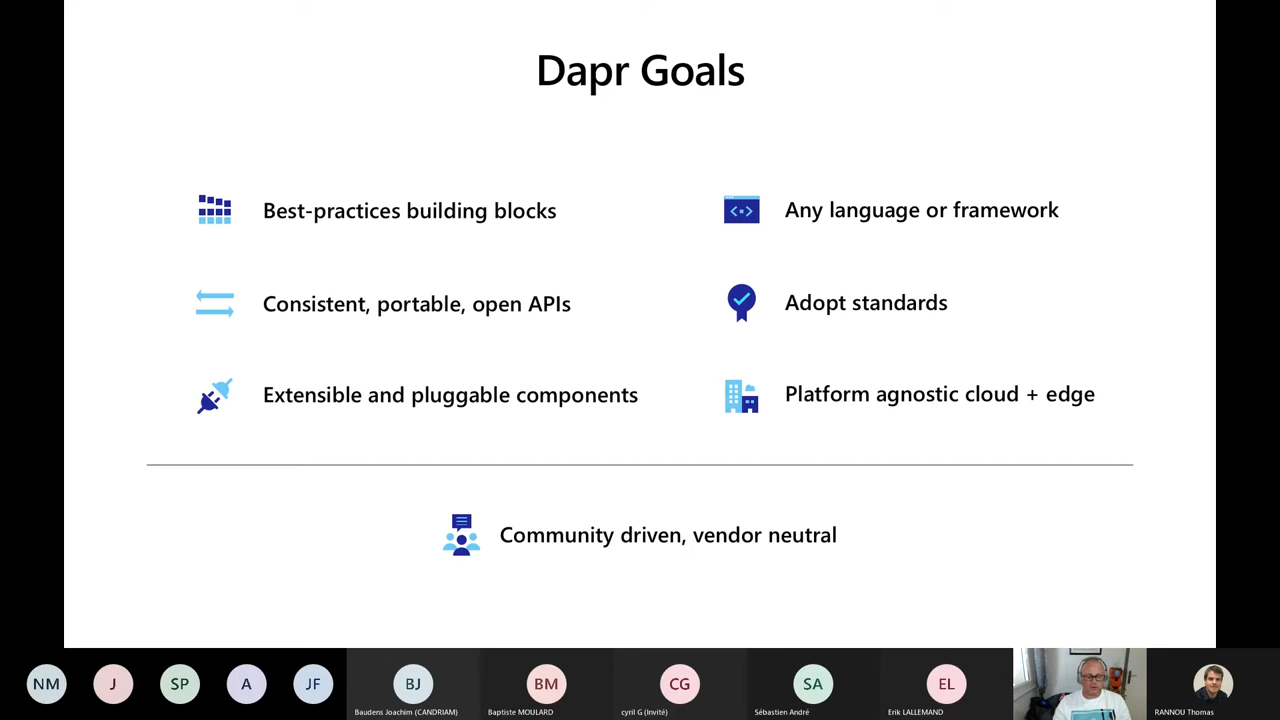 Dapr Goals
Best-practices building blocks
Any language or framework
Consistent, portable, open APIs
Adopt standards
Extensible and pluggable components
Platform agnostic cloud + edge
Community driven, vendor neutral
NM
J
SP
A
JF
BJ
BM
CG
SA
EL
Baudens Joachim (CANDRIAM)
Baptiste MOULARD
cyril G (Invité)
Sébastien André
Erik LALLEMAND
RANNOU Thomas